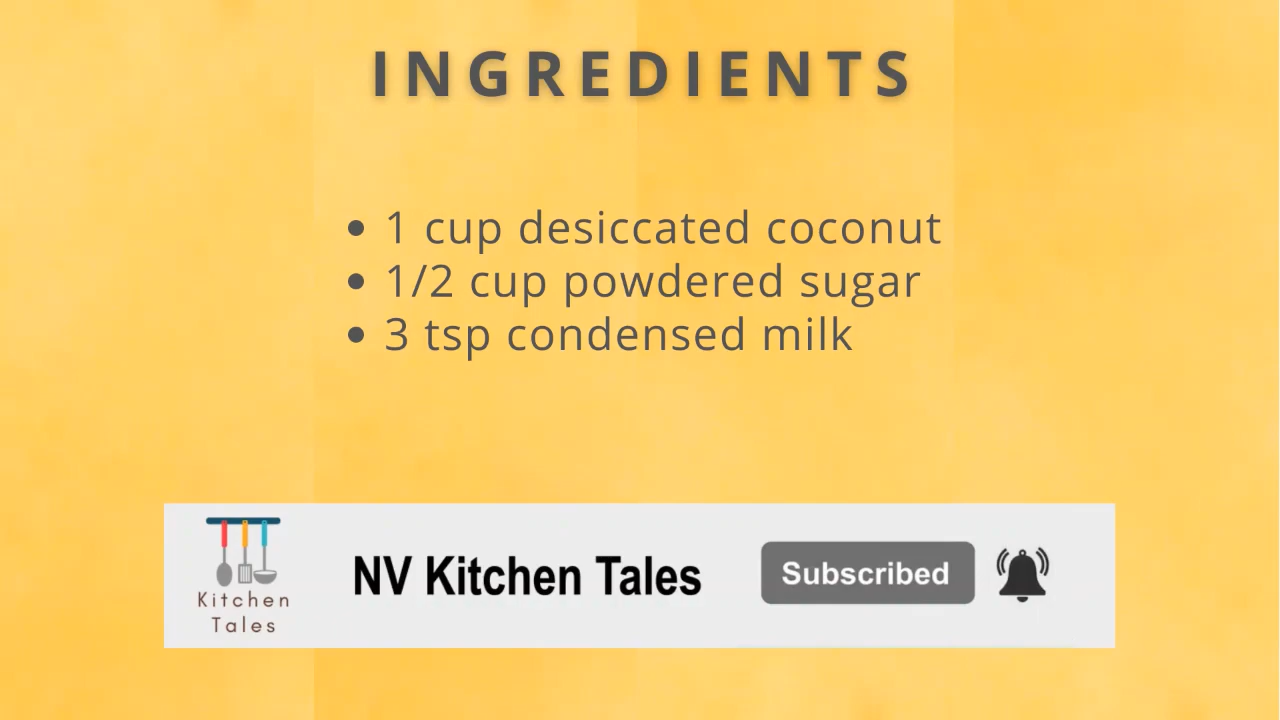 INGREDIENTS
• 1 cup desiccated coconut
• 1/2 cup powdered sugar
• 3 tsp condensed milk
Kitchen
Tales
NV Kitchen Tales
Subscribed